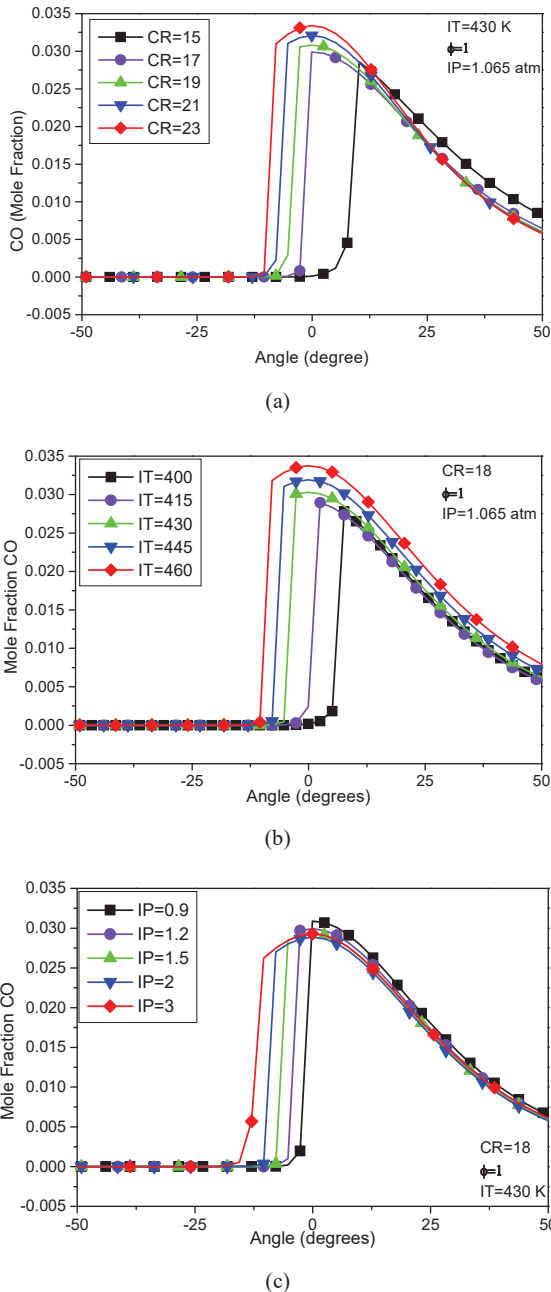 0.035
0.030
0.025
0.020
0.015
0.010
0.005
0.000
-0.005
CO (Mole Fraction)
CR=15
CR=17
CR=19
CR=21
CR=23
IT=430 K
ϕ=1
IP=1.065 atm
-50 -25 0 25 50
Angle (degree)
(a)
0.035
0.030
0.025
0.020
0.015
0.010
0.005
0.000
-0.005
Mole Fraction CO
IT=400
IT=415
IT=430
IT=445
IT=460
CR=18
ϕ=1
IP=1.065 atm
-50 -25 0 25 50
Angle (degrees)
(b)
0.035
0.030
0.025
0.020
0.015
0.010
0.005
0.000
-0.005
Mole Fraction CO
IP=0.9
IP=1.2
IP=1.5
IP=2
IP=3
CR=18
ϕ=1
IT=430 K
-50 -25 0 25 50
Angle (degrees)
(c)